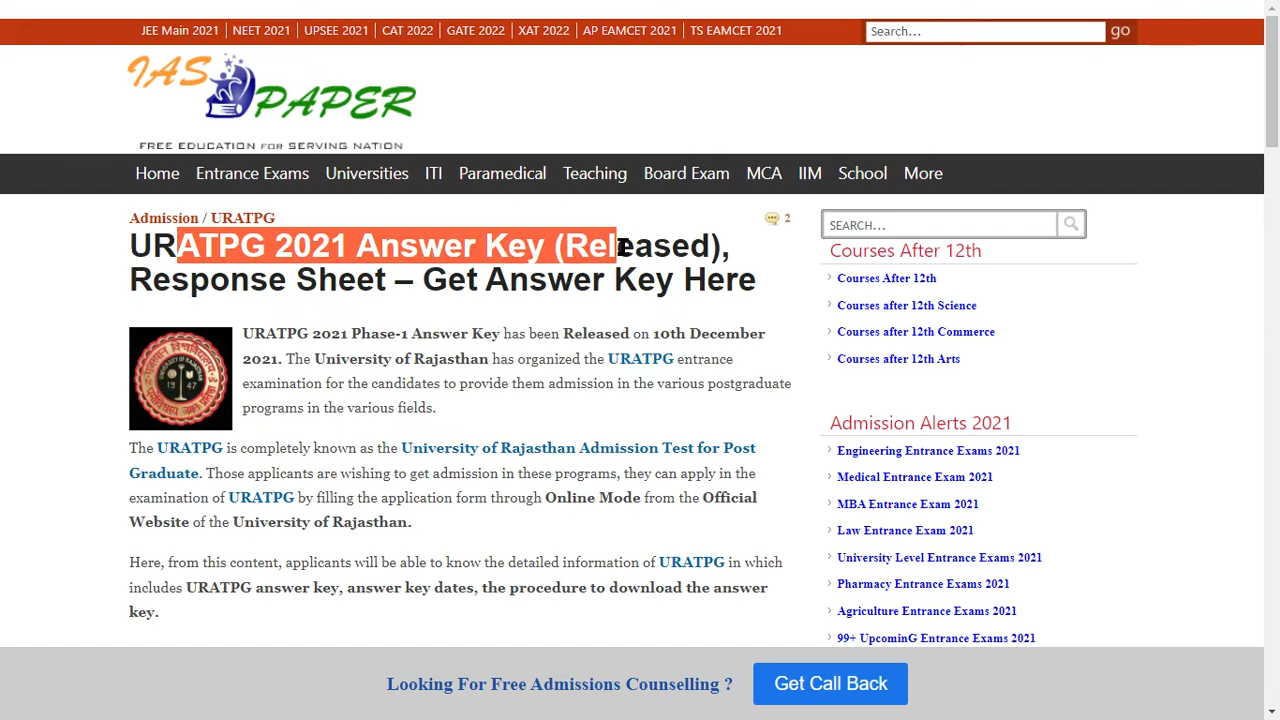 JEE Main 2021 | NEET 2021 | UPSEE 2021 | CAT 2022 | GATE 2022 | XAT 2022 | AP EAMCET 2021 | TS EAMCET 2021
Search...
go
IAS
PAPER
FREE EDUCATION FOR SERVING NATION
Home Entrance Exams Universities ITI Paramedical Teaching Board Exam MCA IIM School More
Admission / URATPG
2
URATPG 2021 Answer Key (Released),
Response Sheet – Get Answer Key Here
1947
URATPG 2021 Phase-1 Answer Key has been Released on 10th December
2021. The University of Rajasthan has organized the URATPG entrance
examination for the candidates to provide them admission in the various postgraduate
programs in the various fields.
The URATPG is completely known as the University of Rajasthan Admission Test for Post
Graduate. Those applicants are wishing to get admission in these programs, they can apply in the
examination of URATPG by filling the application form through Online Mode from the Official
Website of the University of Rajasthan.
Here, from this content, applicants will be able to know the detailed information of URATPG in which
includes URATPG answer key, answer key dates, the procedure to download the answer
key.
SEARCH...
Courses After 12th
Courses After 12th
Courses after 12th Science
Courses after 12th Commerce
Courses after 12th Arts
Admission Alerts 2021
Engineering Entrance Exams 2021
Medical Entrance Exam 2021
MBA Entrance Exam 2021
Law Entrance Exam 2021
University Level Entrance Exams 2021
Pharmacy Entrance Exams 2021
Agriculture Entrance Exams 2021
99+ UpcominG Entrance Exams 2021
Looking For Free Admissions Counselling ?
Get Call Back